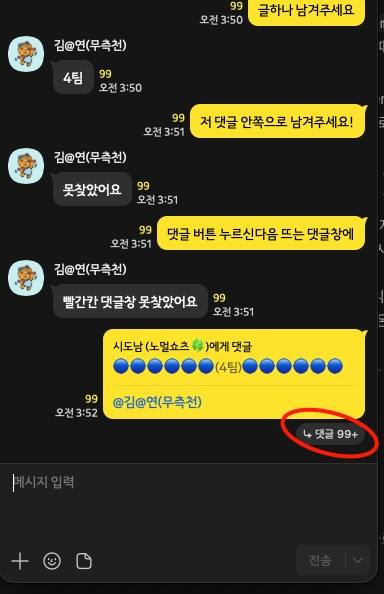 글하나 남겨주세요
99
오전 3:50
김@연(무측천)
4팀
99
오전 3:50
저 댓글 안쪽으로 남겨주세요!
99
오전 3:51
김@연(무측천)
못찾았어요
99
오전 3:51
댓글 버튼 누르신다음 뜨는 댓글창에
99
오전 3:51
김@연(무측천)
빨간칸 댓글창 못찾았어요
99
오전 3:51
시도남 (노멀쇼츠🍀)에게 댓글
🔵🔵🔵🔵🔵🔵(4팀)🔵🔵🔵🔵🔵🔵
@김@연(무측천)
99
오전 3:52
↳ 댓글 99+
메시지 입력
전송